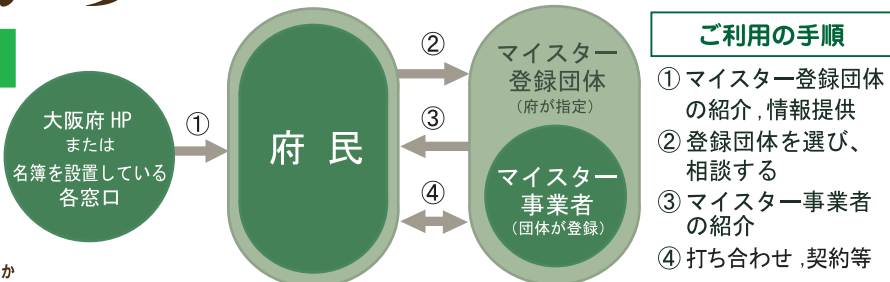 大阪府 HP
または
名簿を設置している
各窓口
①
府 民
②
③
④
マイスター
登録団体
(府が指定)
マイスター
事業者
(団体が登録)
ご利用の手順
① マイスター登録団体
の紹介 , 情報提供
② 登録団体を選び、
相談する
③ マイスター事業者
の紹介
④ 打ち合わせ , 契約等
か